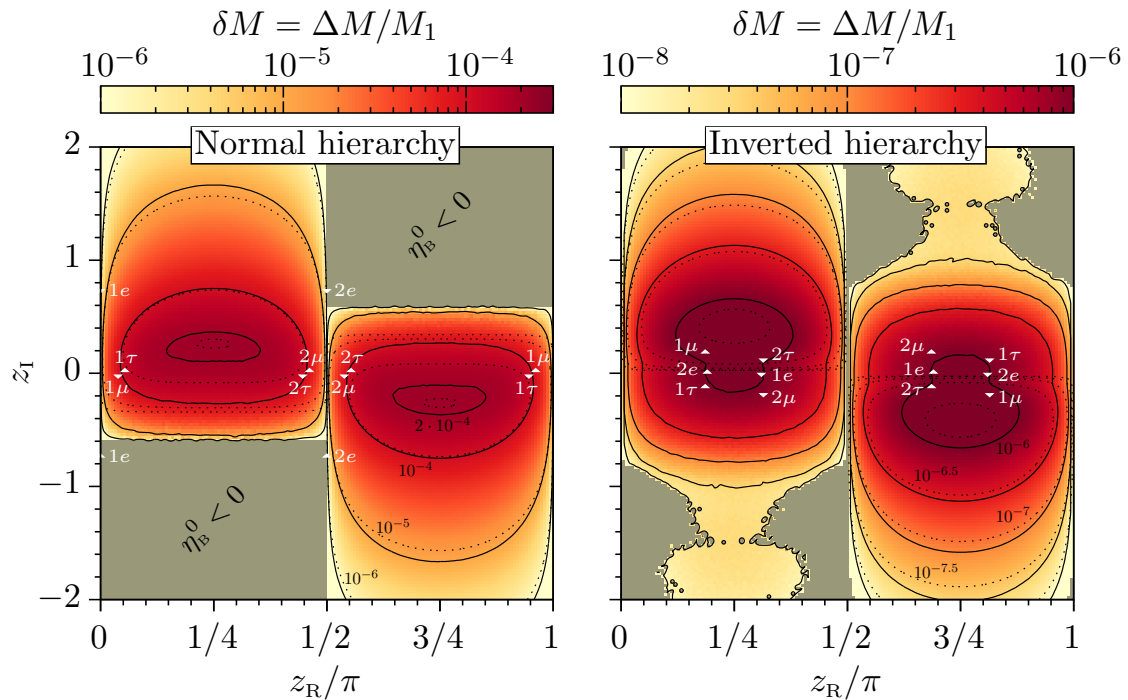 δM = ΔM/M₁
10⁻⁶ 10⁻⁵ 10⁻⁴
Normal hierarchy
η⁰_B < 0
1e
2e
1τ
2μ
2τ
1μ
1μ
2τ
2μ
1τ
1e
2e
η⁰_B < 0
2 · 10⁻⁴
10⁻⁴
10⁻⁵
10⁻⁶
2
1
0
−1
−2
z_I
0 1/4 1/2 3/4 1
z_R/π
δM = ΔM/M₁
10⁻⁸ 10⁻⁷ 10⁻⁶
Inverted hierarchy
1μ
2τ
2μ
1τ
2e
1e
1e
2e
1τ
2μ
2τ
1μ
10⁻⁶
10⁻⁶·⁵
10⁻⁷
10⁻⁷·⁵
0 1/4 1/2 3/4 1
z_R/π